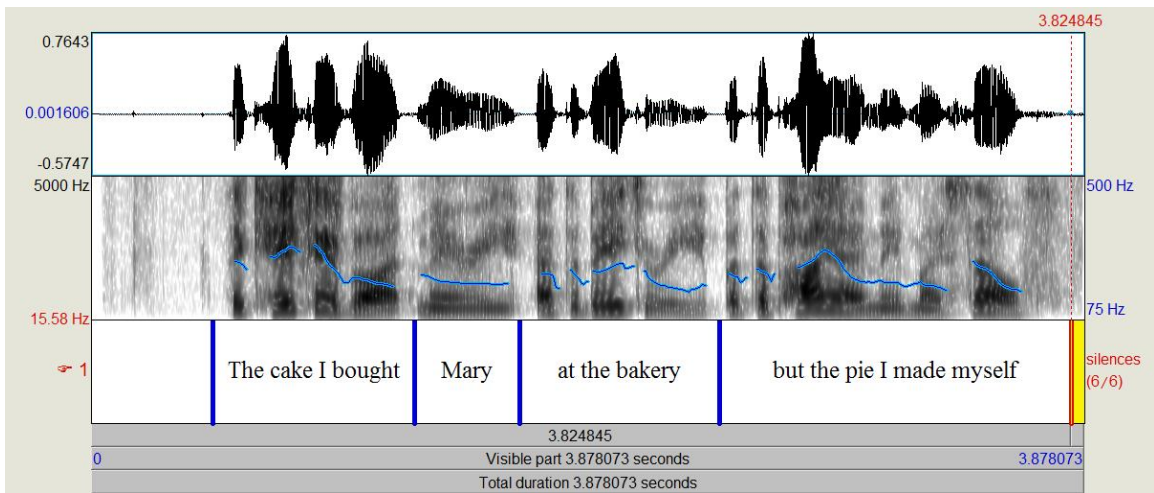 3.824845
0.7643
0.001606
-0.5747
5000 Hz
500 Hz
15.58 Hz
75 Hz
☞ 1
The cake I bought
Mary
at the bakery
but the pie I made myself
silences
(6/6)
3.824845
0
Visible part 3.878073 seconds
3.878073
Total duration 3.878073 seconds